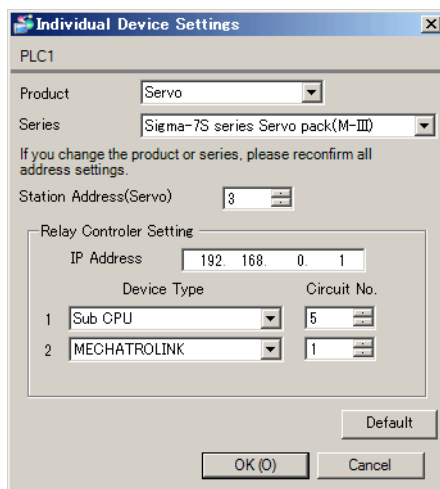 Individual Device Settings
PLC1
Product Servo
Series Sigma-7S series Servo pack(M-III)
If you change the product or series, please reconfirm all
address settings.
Station Address(Servo) 3
Relay Controler Setting
IP Address 192. 168. 0. 1
Device Type Circuit No.
1 Sub CPU 5
2 MECHATROLINK 1
Default
OK (O) Cancel